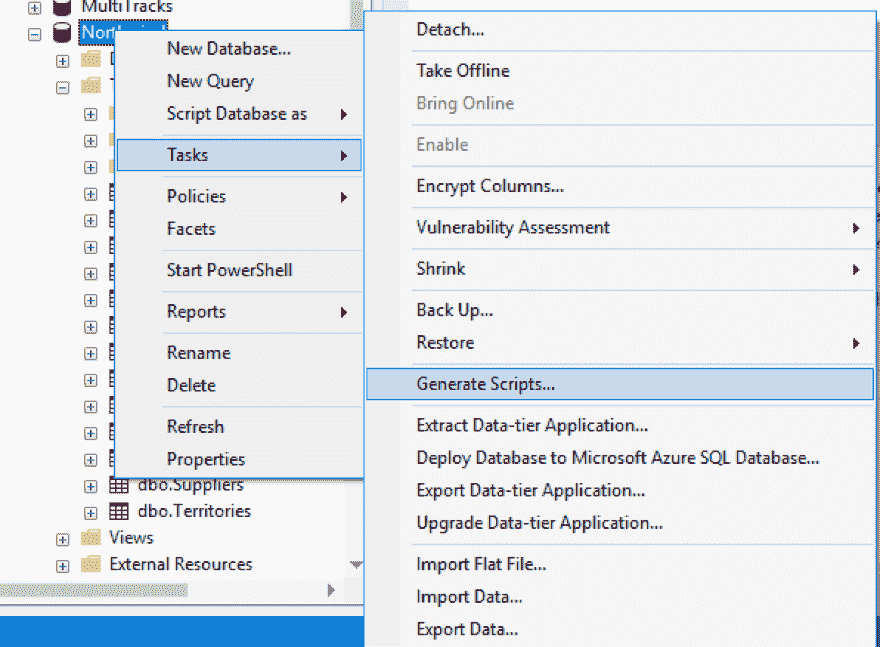 MultiTracks
New Database...
New Query
Script Database as
Tasks
Policies
Facets
Start PowerShell
Reports
Rename
Delete
Refresh
Properties
dbo.Suppliers
dbo.Territories
Views
External Resources
Detach...
Take Offline
Bring Online
Enable
Encrypt Columns...
Vulnerability Assessment
Shrink
Back Up...
Restore
Generate Scripts...
Extract Data-tier Application...
Deploy Database to Microsoft Azure SQL Database...
Export Data-tier Application...
Upgrade Data-tier Application...
Import Flat File...
Import Data...
Export Data...